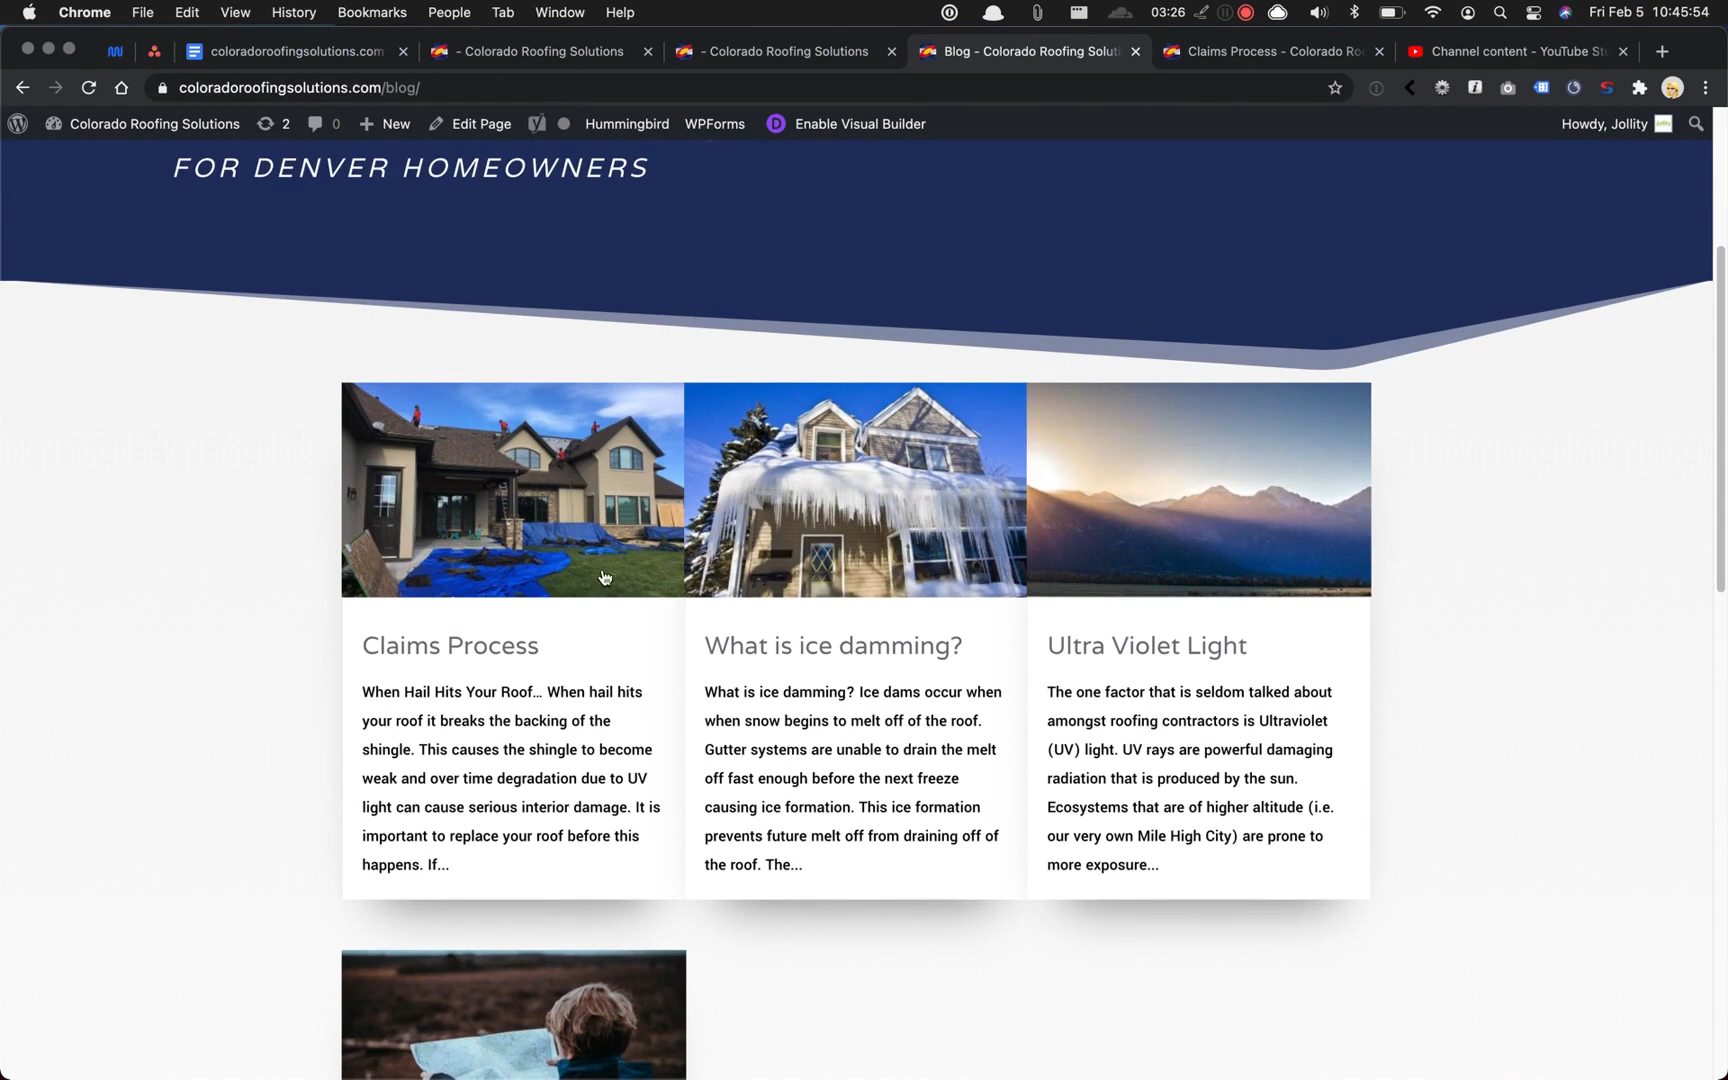 Chrome File Edit View History Bookmarks People Tab Window Help 03:26 Fri Feb 5 10:45:54
coloradoroofingsolutions.com - Colorado Roofing Solutions - Colorado Roofing Solutions Blog - Colorado Roofing Soluti Claims Process - Colorado Roo Channel content - YouTube Stu
coloradoroofingsolutions.com/blog/
Colorado Roofing Solutions 2 0 New Edit Page Hummingbird WPForms Enable Visual Builder Howdy, Jollity
FOR DENVER HOMEOWNERS
Claims Process
When Hail Hits Your Roof... When hail hits
your roof it breaks the backing of the
shingle. This causes the shingle to become
weak and over time degradation due to UV
light can cause serious interior damage. It is
important to replace your roof before this
happens. If...
What is ice damming?
What is ice damming? Ice dams occur when
when snow begins to melt off of the roof.
Gutter systems are unable to drain the melt
off fast enough before the next freeze
causing ice formation. This ice formation
prevents future melt off from draining off of
the roof. The...
Ultra Violet Light
The one factor that is seldom talked about
amongst roofing contractors is Ultraviolet
(UV) light. UV rays are powerful damaging
radiation that is produced by the sun.
Ecosystems that are of higher altitude (i.e.
our very own Mile High City) are prone to
more exposure...